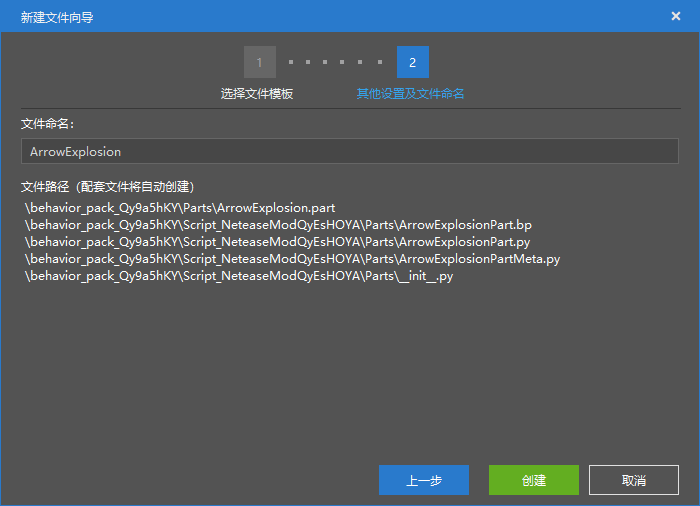 新建文件向导
1
2
选择文件模板
其他设置及文件命名
文件命名:
ArrowExplosion
文件路径（配套文件将自动创建）
\behavior_pack_Qy9a5hKY\Parts\ArrowExplosion.part
\behavior_pack_Qy9a5hKY\Script_NeteaseModQyEsHOYA\Parts\ArrowExplosionPart.bp
\behavior_pack_Qy9a5hKY\Script_NeteaseModQyEsHOYA\Parts\ArrowExplosionPart.py
\behavior_pack_Qy9a5hKY\Script_NeteaseModQyEsHOYA\Parts\ArrowExplosionPartMeta.py
\behavior_pack_Qy9a5hKY\Script_NeteaseModQyEsHOYA\Parts\__init__.py
上一步
创建
取消